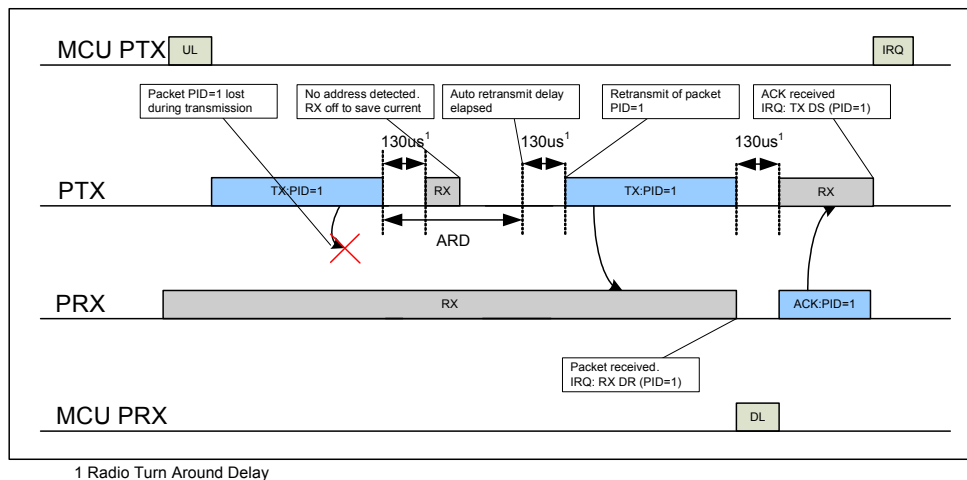 MCU PTX
UL
IRQ
Packet PID=1 lost
during transmission
No address detected.
RX off to save current
Auto retransmit delay
elapsed
Retransmit of packet
PID=1
ACK received
IRQ: TX DS (PID=1)
130us1
130us1
130us1
PTX
TX:PID=1
RX
TX:PID=1
RX
ARD
PRX
RX
ACK:PID=1
Packet received.
IRQ: RX DR (PID=1)
MCU PRX
DL
1 Radio Turn Around Delay